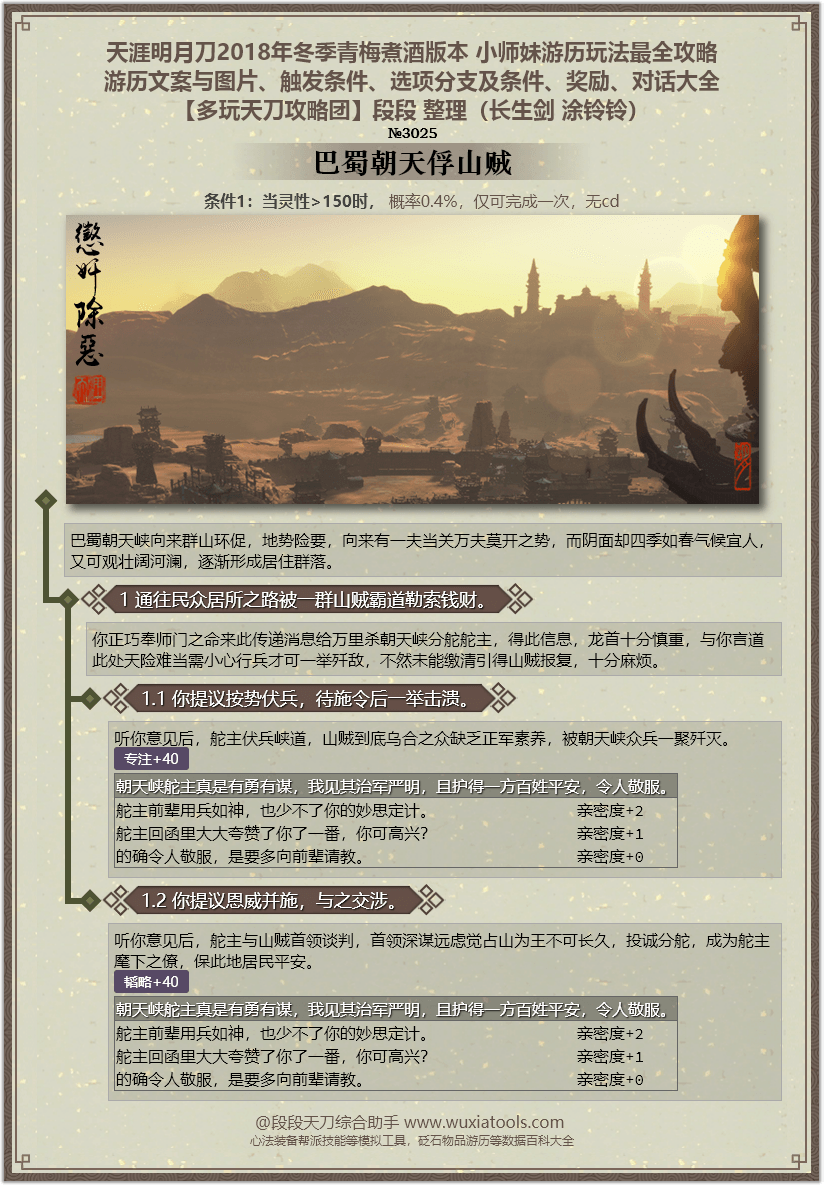 天涯明月刀2018年冬季青梅煮酒版本 小师妹游历玩法最全攻略
游历文案与图片、触发条件、选项分支及条件、奖励、对话大全
【多玩天刀攻略团】段段 整理（长生剑 涂铃铃）
№3025
巴蜀朝天俘山贼
条件1：当灵性>150时， 概率0.4%，仅可完成一次，无cd
懲奸除惡
巴蜀朝天峡向来群山环促，地势险要，向来有一夫当关万夫莫开之势，而阴面却四季如春气候宜人，
又可观壮阔河澜，逐渐形成居住群落。
1 通往民众居所之路被一群山贼霸道勒索钱财。
你正巧奉师门之命来此传递消息给万里杀朝天峡分舵舵主，得此信息，龙首十分慎重，与你言道
此处天险难当需小心行兵才可一举歼敌，不然未能缴清引得山贼报复，十分麻烦。
1.1 你提议按势伏兵，待施令后一举击溃。
听你意见后，舵主伏兵峡道，山贼到底乌合之众缺乏正军素养，被朝天峡众兵一聚歼灭。
专注+40
朝天峡舵主真是有勇有谋，我见其治军严明，且护得一方百姓平安，令人敬服。
舵主前辈用兵如神，也少不了你的妙思定计。 亲密度+2
舵主回函里大大夸赞了你了一番，你可高兴？ 亲密度+1
的确令人敬服，是要多向前辈请教。 亲密度+0
1.2 你提议恩威并施，与之交涉。
听你意见后，舵主与山贼首领谈判，首领深谋远虑觉占山为王不可长久，投诚分舵，成为舵主
麾下之僚，保此地居民平安。
韬略+40
朝天峡舵主真是有勇有谋，我见其治军严明，且护得一方百姓平安，令人敬服。
舵主前辈用兵如神，也少不了你的妙思定计。 亲密度+2
舵主回函里大大夸赞了你了一番，你可高兴？ 亲密度+1
的确令人敬服，是要多向前辈请教。 亲密度+0
@段段天刀综合助手 www.wuxiatools.com
心法装备帮派技能等模拟工具，砭石物品游历等数据百科大全